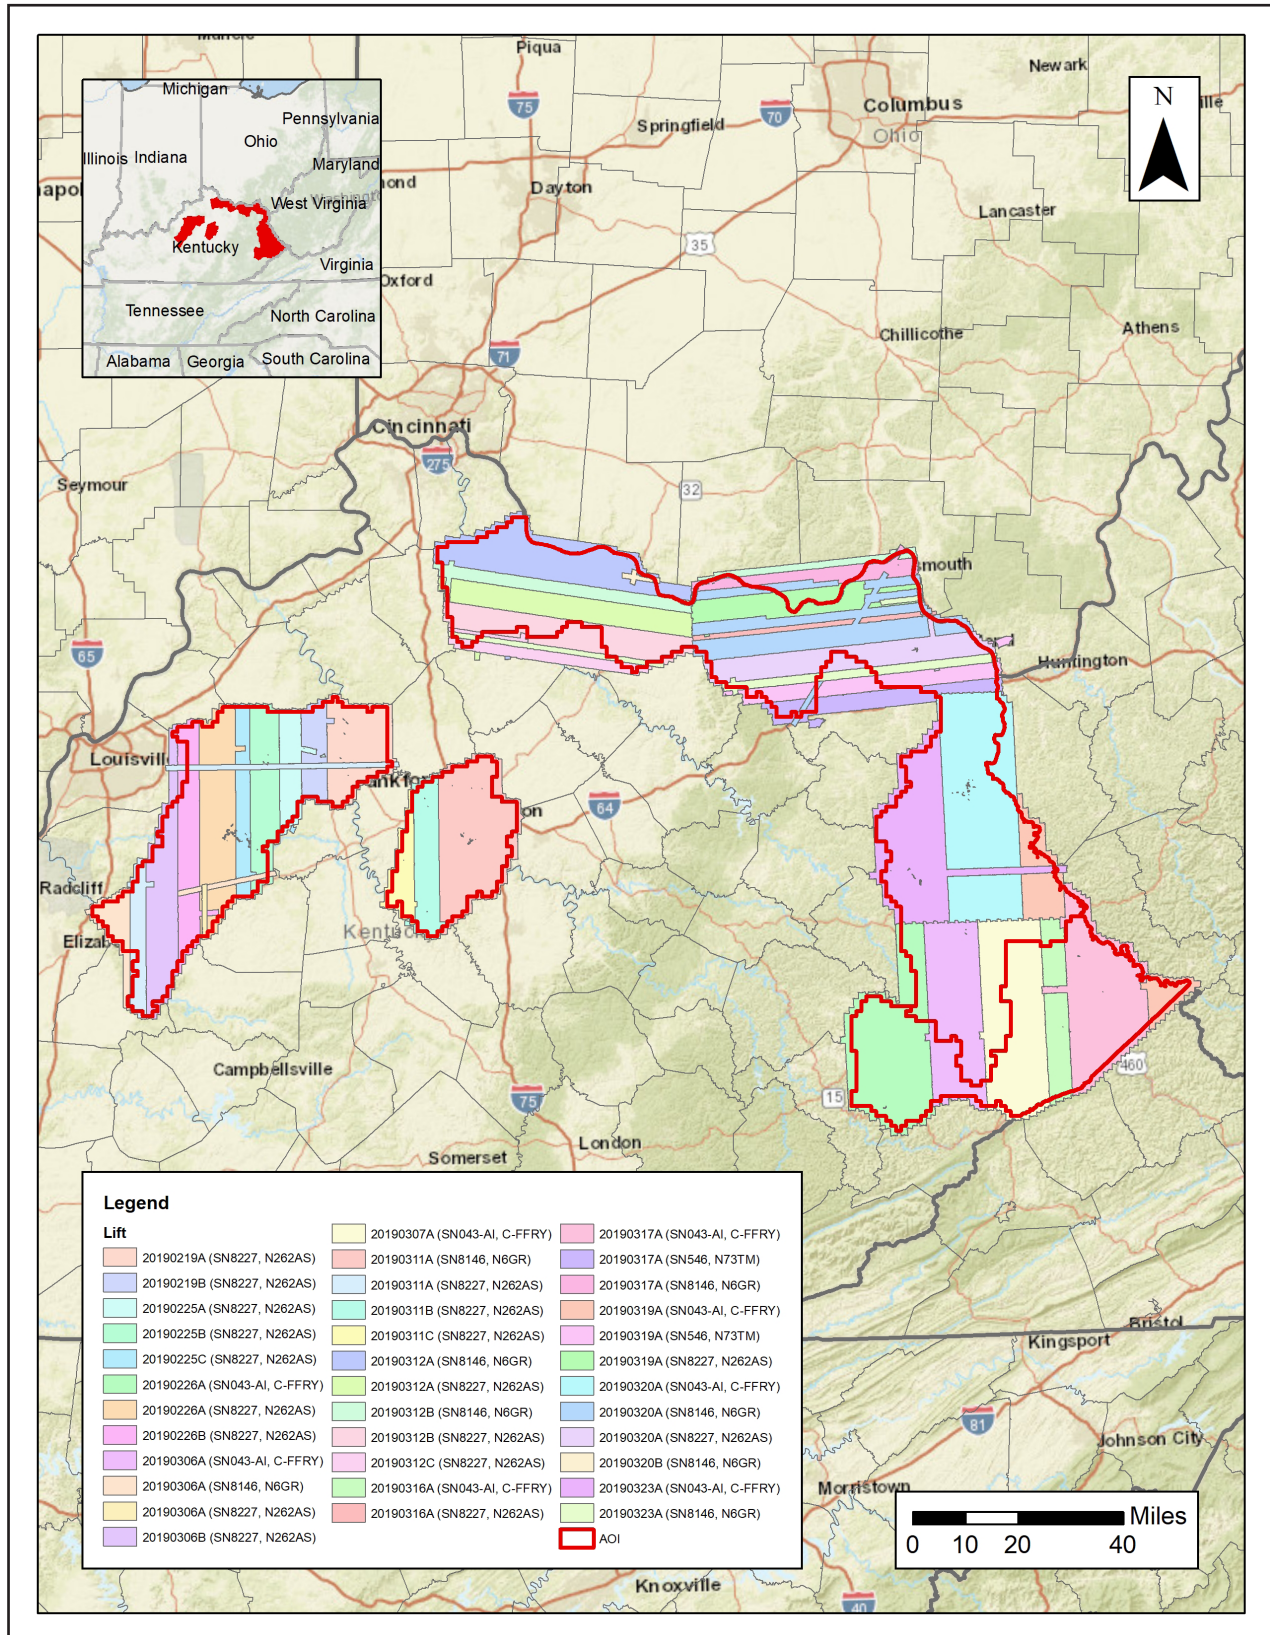 Piqua
Newark
75
Columbus
Ohio
70
Springfield
N
Michigan
Pennsylvania
Ohio
Illinois
Indiana
Maryland
West Virgnia
Kentucky
Virginia
Tennessee
North Carolina
Alabama
Georgia
South Carolina
Dayton
Lancaster
35
Oxford
Chillicothe
Athens
71
Cincinnati
275
Seymour
32
smouth
Huntington
65
Louisvill
ankfo
on
64
Radcliff
Elizab
Kentucky
Campbellsville
460
15
75
London
Somerset
Legend
Lift
20190219A (SN8227, N262AS)
20190219B (SN8227, N262AS)
20190225A (SN8227, N262AS)
20190225B (SN8227, N262AS)
20190225C (SN8227, N262AS)
20190226A (SN043-AI, C-FFRY)
20190226A (SN8227, N262AS)
20190226B (SN8227, N262AS)
20190306A (SN043-AI, C-FFRY)
20190306A (SN8146, N6GR)
20190306A (SN8227, N262AS)
20190306B (SN8227, N262AS)
20190307A (SN043-AI, C-FFRY)
20190311A (SN8146, N6GR)
20190311A (SN8227, N262AS)
20190311B (SN8227, N262AS)
20190311C (SN8227, N262AS)
20190312A (SN8146, N6GR)
20190312A (SN8227, N262AS)
20190312B (SN8146, N6GR)
20190312B (SN8227, N262AS)
20190312C (SN8227, N262AS)
20190316A (SN043-AI, C-FFRY)
20190316A (SN8227, N262AS)
20190317A (SN043-AI, C-FFRY)
20190317A (SN546, N73TM)
20190317A (SN8146, N6GR)
20190319A (SN043-AI, C-FFRY)
20190319A (SN546, N73TM)
20190319A (SN8227, N262AS)
20190320A (SN043-AI, C-FFRY)
20190320A (SN8146, N6GR)
20190320A (SN8227, N262AS)
20190320B (SN8146, N6GR)
20190323A (SN043-AI, C-FFRY)
20190323A (SN8146, N6GR)
AOI
Bristol
Kingsport
81
Johnson City
Morristown
Miles
0 10 20 40
Knoxville
40